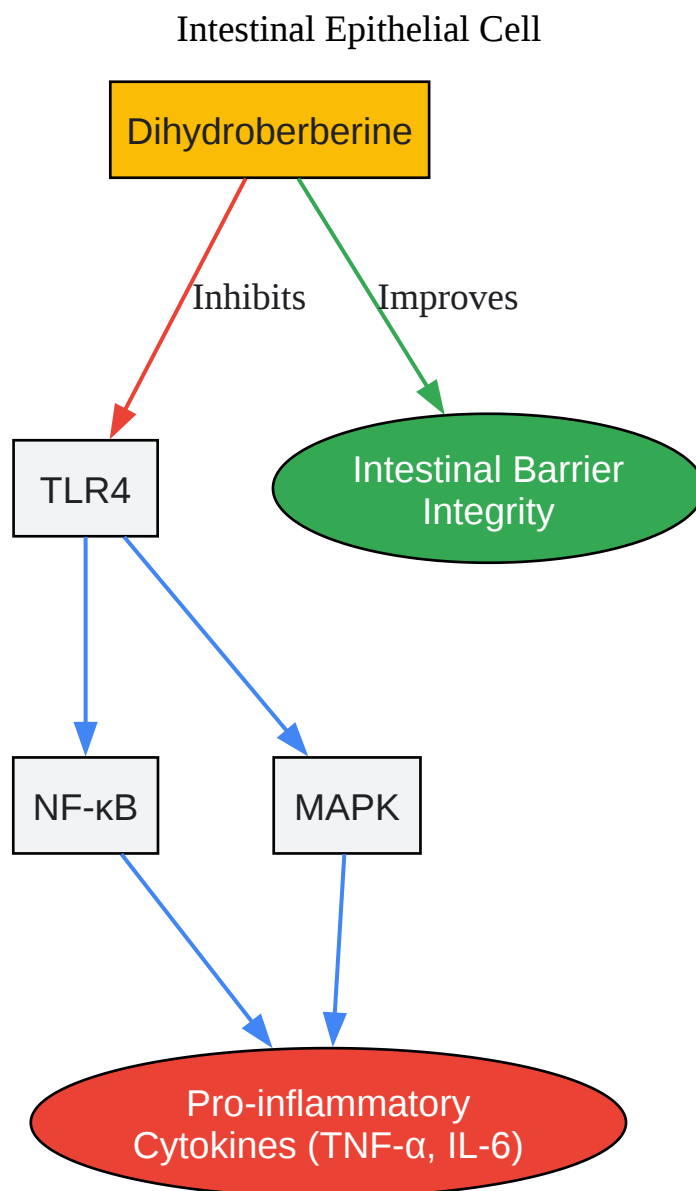 Intestinal Epithelial Cell
Dihydroberberine
Inhibits
Improves
TLR4
Intestinal Barrier
Integrity
NF-κB
MAPK
Pro-inflammatory
Cytokines (TNF-α, IL-6)